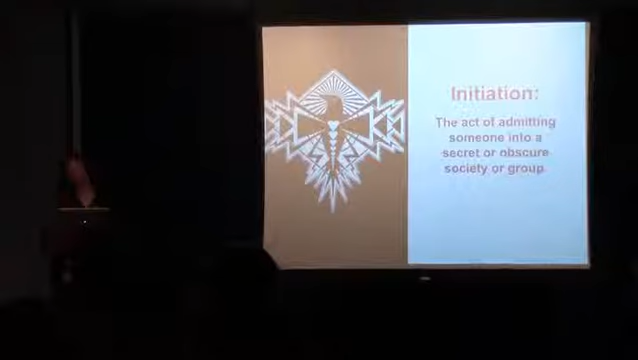 Initiation:
The act of admitting
someone into a
secret or obscure
society or group.